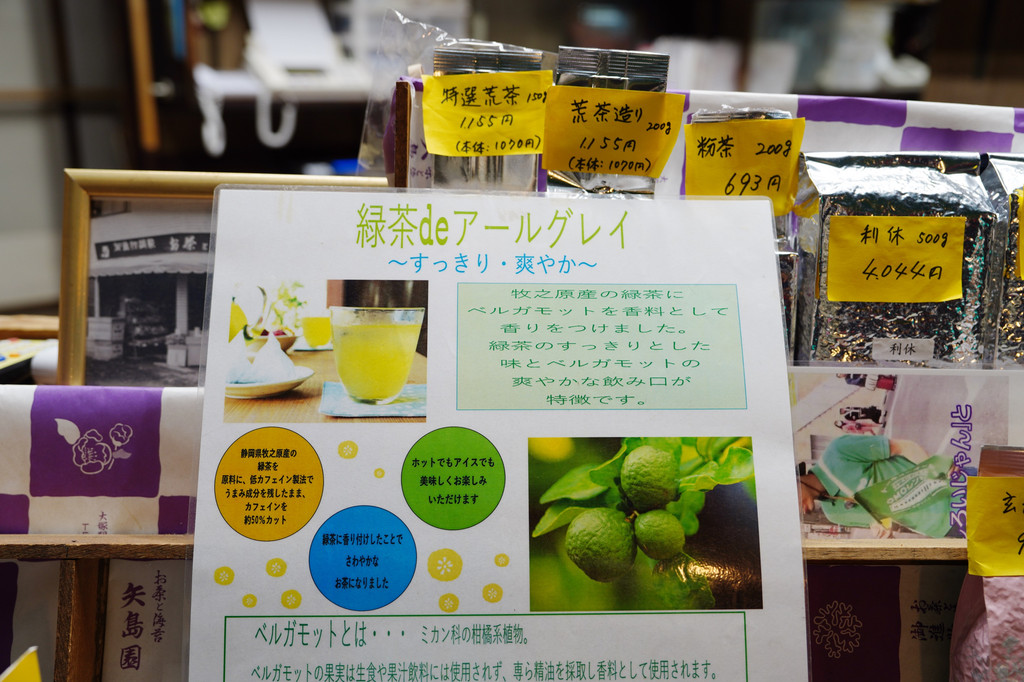 特選荒茶 150g
1.155円
(本体:1070円)
荒茶造り
200g
1.155円
(本体:1070円)
粉茶 200g
693円
利休 500g
4.044円
利休
お茶
緑茶deアールグレイ
～すっきり・爽やか～
牧之原産の緑茶に
ベルガモットを香料として
香りをつけました。
緑茶のすっきりとした
味とベルガモットの
爽やかな飲み口が
特徴です。
静岡県牧之原産の
緑茶を
原料に、低カフェイン製法で
うまみ成分を残したまま、
カフェインを
約50%カット
ホットでもアイスでも
美味しくお楽しみ
いただけます
緑茶に香り付けしたことで
さわやかな
お茶になりました
ベルガモットとは・・・ ミカン科の柑橘系植物。
ベルガモットの果実は生食や果汁飲料には使用されず、専ら精油を採取し香料として使用されます。
お茶と海苔
矢島園